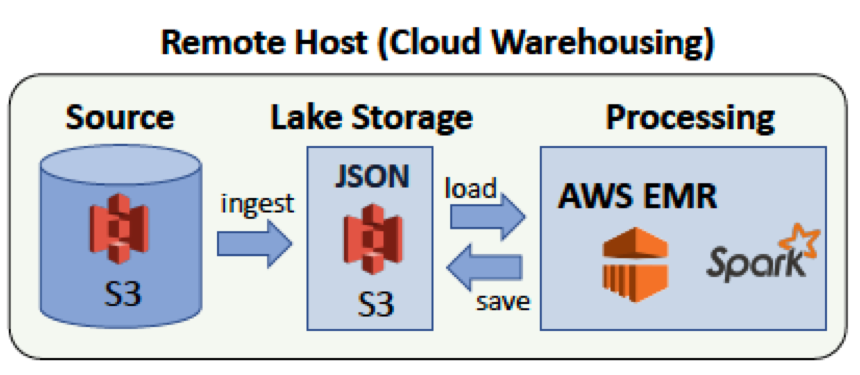 Remote Host (Cloud Warehousing)
Source
Lake Storage
Processing
S3
ingest
JSON
S3
load
save
AWS EMR
Spark